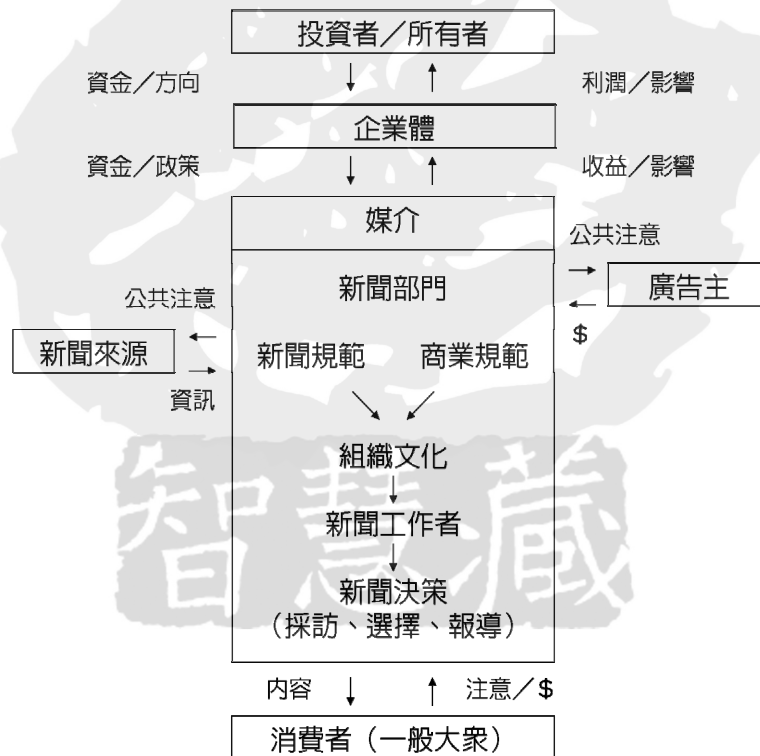 投資者／所有者
資金／方向 ↓ ↑ 利潤／影響
企業體
資金／政策 ↓ ↑ 收益／影響
媒介
公共注意
新聞部門 → 廣告主
公共注意 ← $
新聞來源 ← 新聞規範 商業規範
→ 資訊
↘ ↙
組織文化
↓
新聞工作者
↓
新聞決策
（採訪、選擇、報導）
內容 ↓ ↑ 注意／$
消費者（一般大眾）
智慧藏